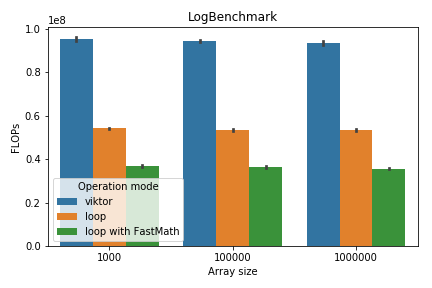 LogBenchmark
1e8
1.0
0.8
0.6
0.4
0.2
0.0
FLOPs
Operation mode
viktor
loop
loop with FastMath
1000
100000
1000000
Array size